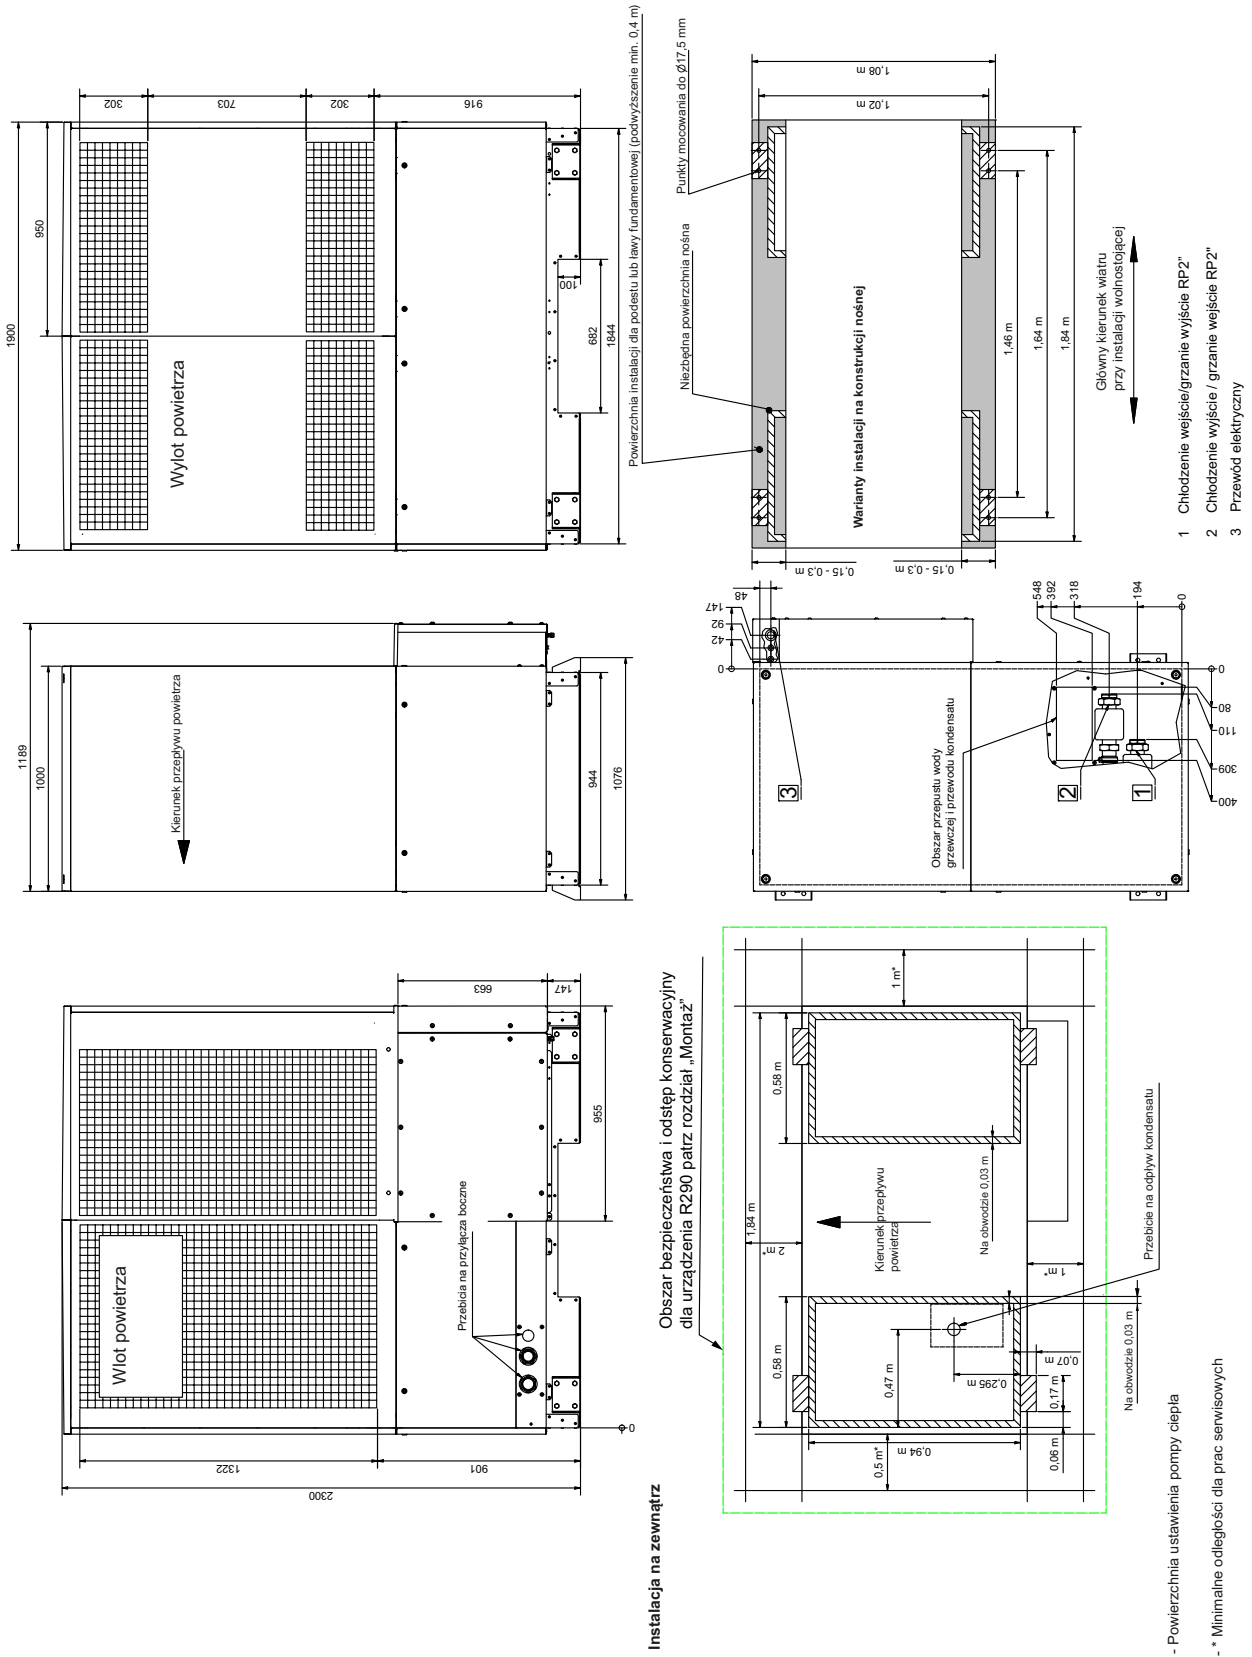 2300
1322
901
Wlot powietrza
Przebicia na przyłącza boczne
0
955
663
147
1189
1000
Kierunek przepływu powietrza
944
1076
1900
950
302
703
302
916
Wylot powietrza
100
682
1844
Instalacja na zewnątrz
Obszar bezpieczeństwa i odstęp konserwacyjny
dla urządzenia R290 patrz rozdział „Montaż”
1,84 m
2 m*
0,58 m
0,58 m
1 m*
0,5 m*
0,94 m
0,47 m
0,295 m
Kierunek przepływu
powietrza
Na obwodzie 0,03 m
1 m*
0,07 m
0,17 m
0,06 m
Na obwodzie 0,03 m
Przebicie na odpływ kondensatu
- Powierzchnia ustawienia pompy ciepła
- * Minimalne odległości dla prac serwisowych
0
42
92
147
48
3
2
1
Obszar przepustu wody
grzewczej i przewodu kondensatu
548
392
318
194
0
0
80
110
309
400
Powierzchnia instalacji dla podestu lub ławy fundamentowej (podwyższenie min. 0,4 m)
Niezbędna powierzchnia nośna
Punkty mocowania do Ø17,5 mm
1,08 m
1,02 m
Warianty instalacji na konstrukcji nośnej
0,15 - 0,3 m
0,15 - 0,3 m
1,46 m
1,64 m
1,84 m
Główny kierunek wiatru
przy instalacji wolnostojącej
1 Chłodzenie wejście/grzanie wyjście RP2"
2 Chłodzenie wyjście / grzanie wejście RP2"
3 Przewód elektryczny